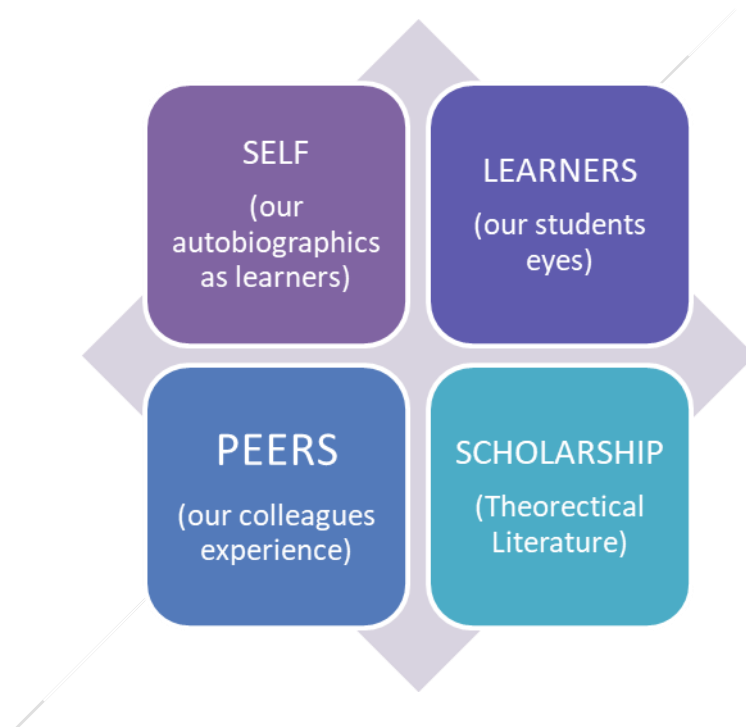 SELF
(our
autobiographics
as learners)
LEARNERS
(our students
eyes)
PEERS
(our colleagues
experience)
SCHOLARSHIP
(Theorectical
Literature)